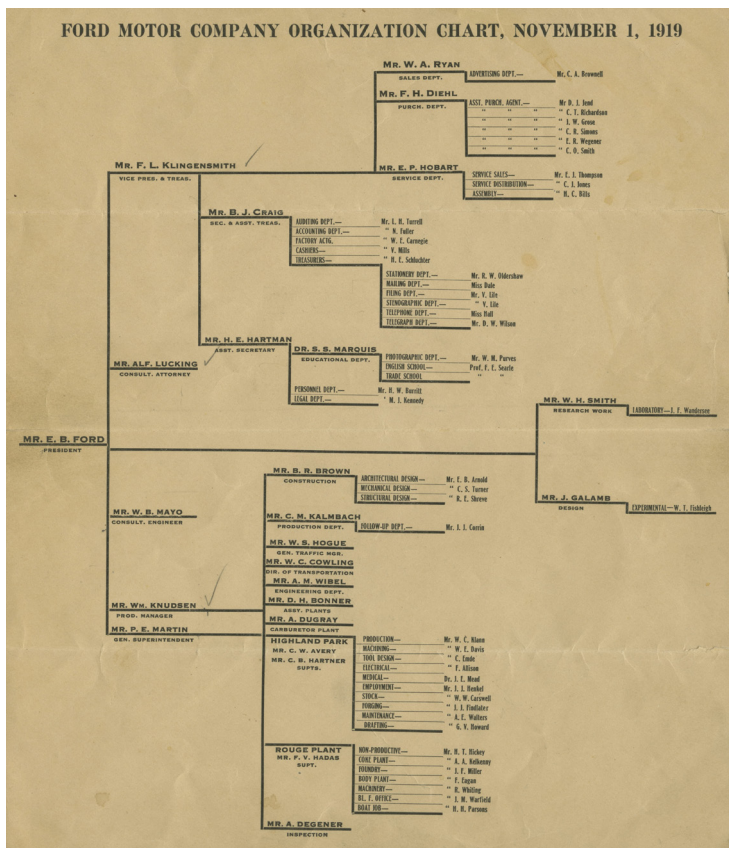 FORD MOTOR COMPANY ORGANIZATION CHART, NOVEMBER 1, 1919
MR. W. A. RYAN
SALES DEPT.
ADVERTISING DEPT.— Mr. C. A. Brownell
MR. F. H. DIEHL
PURCH. DEPT.
ASST. PURCH. AGENT.— Mr D. J. Jend
" " " " C. T. Richardson
" " " " J. W. Grose
" " " " C. R. Simons
" " " " E. R. Wegener
" " " " C. O. Smith
MR. F. L. KLINGENSMITH
VICE PRES. & TREAS.
MR. E. P. HOBART
SERVICE DEPT.
SERVICE SALES— Mr. E. J. Thompson
SERVICE DISTRIBUTION— " C. J. Jones
ASSEMBLY— " H. C. Bills
MR. B. J. CRAIG
SEC. & ASST. TREAS.
AUDITING DEPT.— Mr. L. H. Turrell
ACCOUNTING DEPT.— " N. Fuller
FACTORY ACTG. " W. E. Carnegie
CASHIERS— " V. Mills
TREASURERS— " H. E. Schluchter
STATIONERY DEPT.— Mr. R. W. Oldershaw
MAILING DEPT.— Miss Dale
FILING DEPT.— Mr. V. Lile
STENOGRAPHIC DEPT.— " V. Lile
TELEPHONE DEPT.— Miss Hall
TELEGRAPH DEPT.— Mr. D. W. Wilson
MR. H. E. HARTMAN
ASST. SECRETARY
DR. S. S. MARQUIS
EDUCATIONAL DEPT.
PHOTOGRAPHIC DEPT.— Mr. W. M. Purves
ENGLISH SCHOOL— Prof. F. E. Searle
TRADE SCHOOL " "
MR. ALF. LUCKING
CONSULT. ATTORNEY
PERSONNEL DEPT.— Mr. H. W. Burritt
LEGAL DEPT.— " M. J. Kennedy
MR. W. H. SMITH
RESEARCH WORK
LABORATORY—J. F. Wandersee
MR. E. B. FORD
PRESIDENT
MR. B. R. BROWN
CONSTRUCTION
ARCHITECTURAL DESIGN— Mr. E. B. Arnold
MECHANICAL DESIGN— " C. S. Turner
STRUCTURAL DESIGN— " R. E. Shreve
MR. J. GALAMB
DESIGN
EXPERIMENTAL—W. T. Fishleigh
MR. W. B. MAYO
CONSULT. ENGINEER
MR. C. M. KALMBACH
PRODUCTION DEPT.
FOLLOW-UP DEPT.— Mr. J. J. Currin
MR. W. S. HOGUE
GEN. TRAFFIC MGR.
MR. W. C. COWLING
DIR. OF TRANSPORTATION
MR. A. M. WIBEL
ENGINEERING DEPT.
MR. WM. KNUDSEN
PROD. MANAGER
MR. D. H. BONNER
ASST. PLANTS
MR. A. DUGRAY
CARBURETOR PLANT
MR. P. E. MARTIN
GEN. SUPERINTENDENT
HIGHLAND PARK
MR. C. W. AVERY
MR. C. B. HARTNER
SUPTS.
PRODUCTION— Mr. W. C. Klann
MACHINING— " W. E. Davis
TOOL DESIGN— " C. Emde
ELECTRICAL— " F. Allison
MEDICAL— Dr. J. E. Mead
EMPLOYMENT— Mr. J. J. Henkel
STOCK— " W. W. Carswell
FORGING— " J. J. Findlater
MAINTENANCE— " A. E. Walters
DRAFTING— " G. V. Howard
ROUGE PLANT
MR. F. V. HADAS
SUPT.
NON-PRODUCTIVE— Mr. H. T. Hickey
COKE PLANT— " A. A. Kelkenny
FOUNDRY— " J. F. Miller
BODY PLANT— " F. Eagan
MACHINERY— " R. Whiting
BL. F. OFFICE— " J. M. Warfield
BOAT JOB— " H. H. Parsons
MR. A. DEGENER
INSPECTION